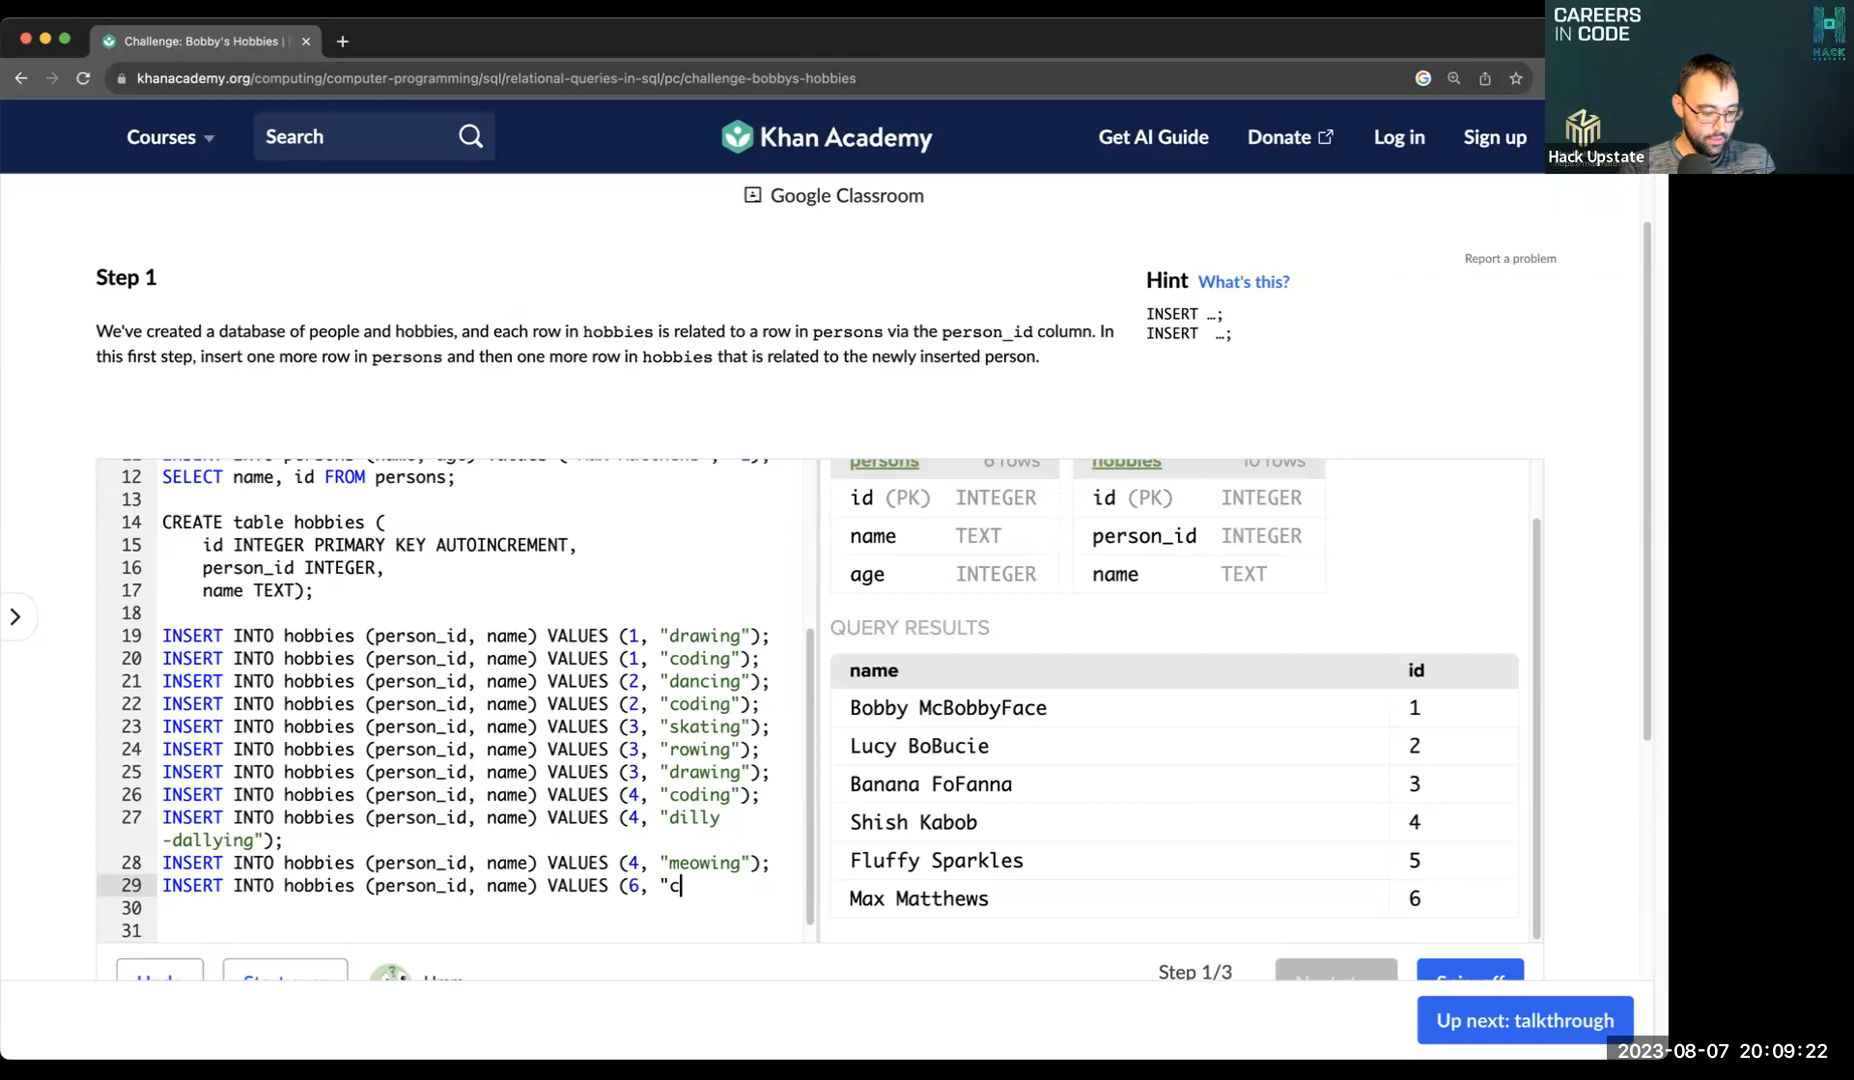 Challenge: Bobby's Hobbies |
khanacademy.org/computing/computer-programming/sql/relational-queries-in-sql/pc/challenge-bobbys-hobbies
CAREERS
IN CODE
HACK
UPSTATE
Hack Upstate
Courses
Search
Khan Academy
Get AI Guide
Donate
Log in
Sign up
Google Classroom
Report a problem
Step 1
We've created a database of people and hobbies, and each row in hobbies is related to a row in persons via the person_id column. In
this first step, insert one more row in persons and then one more row in hobbies that is related to the newly inserted person.
Hint What's this?
INSERT …;
INSERT …;
12 SELECT name, id FROM persons;
13
14 CREATE table hobbies (
15 id INTEGER PRIMARY KEY AUTOINCREMENT,
16 person_id INTEGER,
17 name TEXT);
18
19 INSERT INTO hobbies (person_id, name) VALUES (1, "drawing");
20 INSERT INTO hobbies (person_id, name) VALUES (1, "coding");
21 INSERT INTO hobbies (person_id, name) VALUES (2, "dancing");
22 INSERT INTO hobbies (person_id, name) VALUES (2, "coding");
23 INSERT INTO hobbies (person_id, name) VALUES (3, "skating");
24 INSERT INTO hobbies (person_id, name) VALUES (3, "rowing");
25 INSERT INTO hobbies (person_id, name) VALUES (3, "drawing");
26 INSERT INTO hobbies (person_id, name) VALUES (4, "coding");
27 INSERT INTO hobbies (person_id, name) VALUES (4, "dilly
-dallying");
28 INSERT INTO hobbies (person_id, name) VALUES (4, "meowing");
29 INSERT INTO hobbies (person_id, name) VALUES (6, "c
30
31
persons 6 rows
id (PK) INTEGER
name TEXT
age INTEGER
hobbies 10 rows
id (PK) INTEGER
person_id INTEGER
name TEXT
QUERY RESULTS
name id
Bobby McBobbyFace 1
Lucy BoBucie 2
Banana FoFanna 3
Shish Kabob 4
Fluffy Sparkles 5
Max Matthews 6
Step 1/3
Up next: talkthrough
2023-08-07 20:09:22